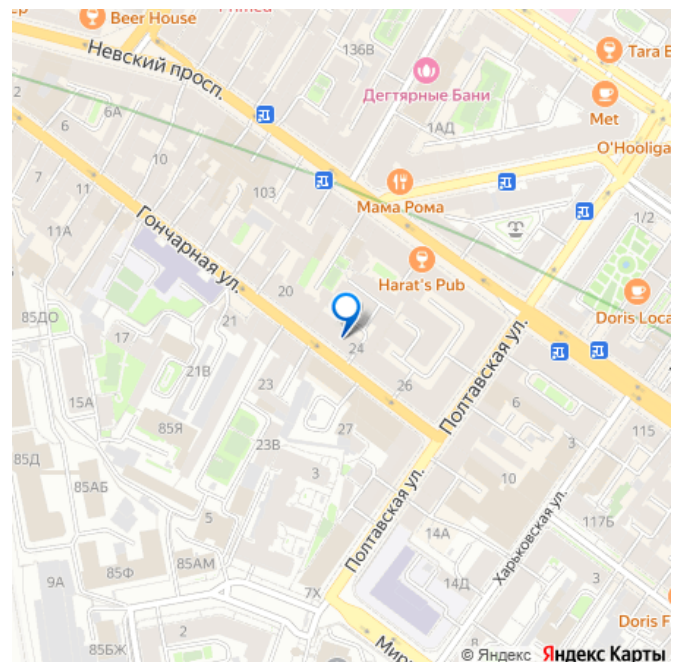 Beer House
136В
Tara
Невский просп.
Дегтярные Бани
Met
2
6А
6
1АД
O'Hooliga
10
7
11
103
Мама Рома
1/2
11А
Гончарная ул.
Harat's Pub
20
Doris Loca
85ДО
17
21
24
Полтавская ул.
21В
23
26
15А
6
115
85Я
27
23В
3
85Д
3
10
85АБ
Полтавская ул.
5
14А
Харьковская ул.
117Б
85АМ
85Ф
7Х
14Д
3
9А
2
Doris F
85БЖ
8
© Яндекс Яндекс Карты